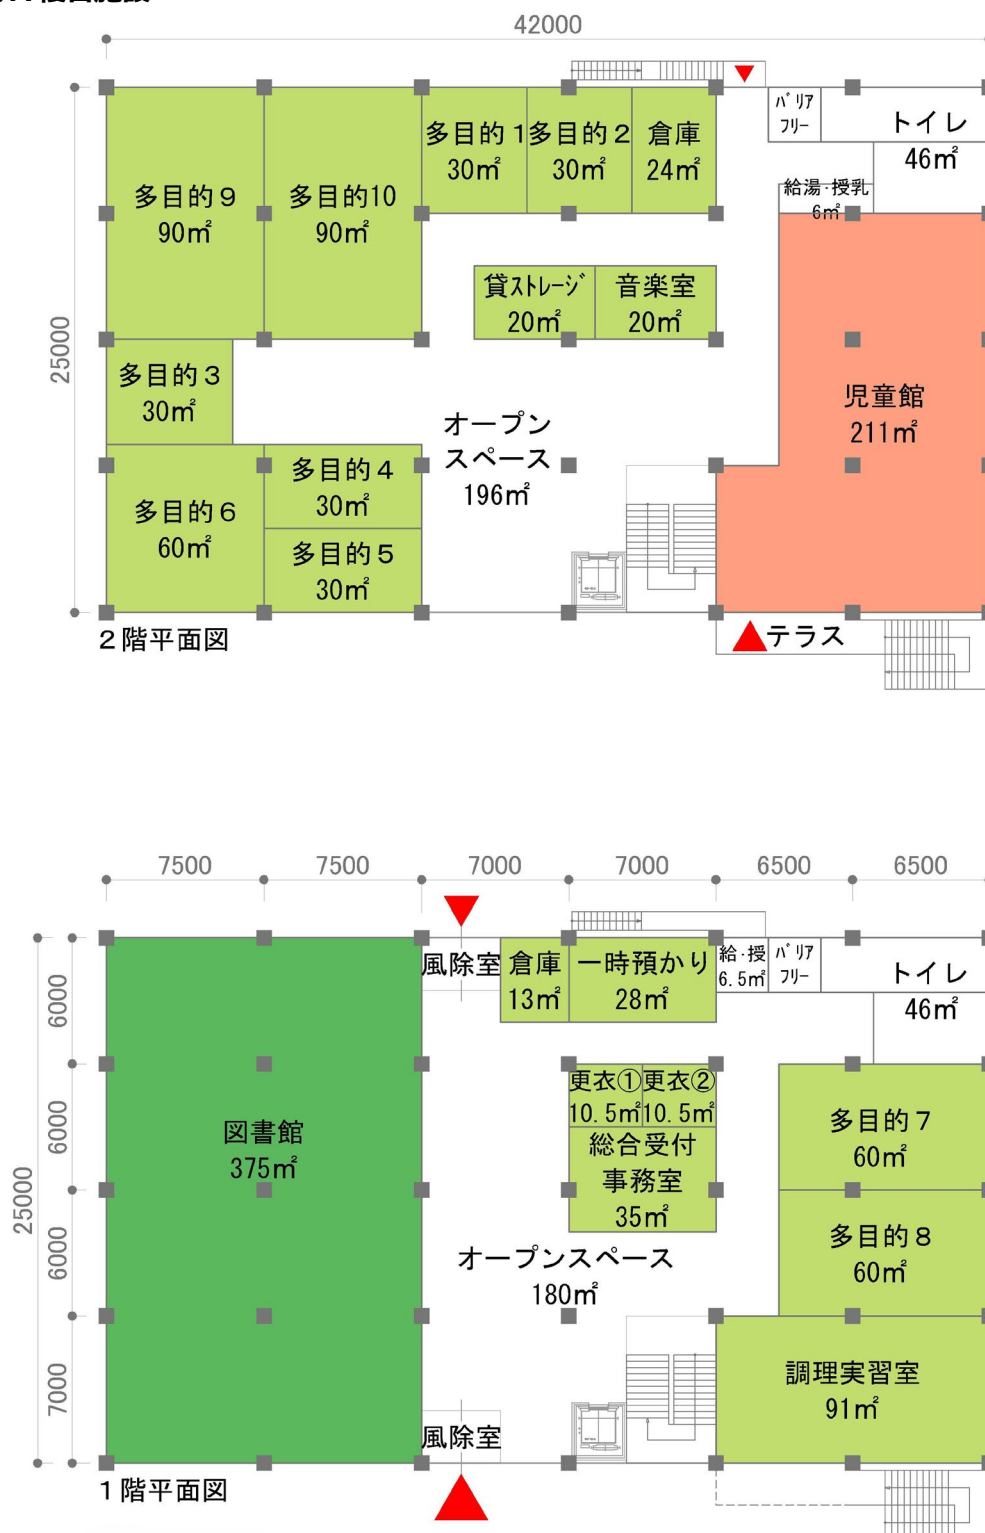 42000
25000
多目的９
90㎡
多目的10
90㎡
多目的１
30㎡
多目的２
30㎡
倉庫
24㎡
ﾊﾞﾘｱ
ﾌﾘｰ
トイレ
46㎡
給湯・授乳
6㎡
貸ｽﾄﾚｰｼﾞ
20㎡
音楽室
20㎡
多目的３
30㎡
オープン
スペース
196㎡
児童館
211㎡
多目的６
60㎡
多目的４
30㎡
多目的５
30㎡
２階平面図
テラス
7500
7500
7000
7000
6500
6500
25000
6000
6000
6000
7000
風除室
倉庫
13㎡
一時預かり
28㎡
給・授
6.5㎡
ﾊﾞﾘｱ
ﾌﾘｰ
トイレ
46㎡
図書館
375㎡
更衣①
10.5㎡
更衣②
10.5㎡
総合受付
事務室
35㎡
多目的７
60㎡
多目的８
60㎡
オープンスペース
180㎡
調理実習室
91㎡
風除室
１階平面図